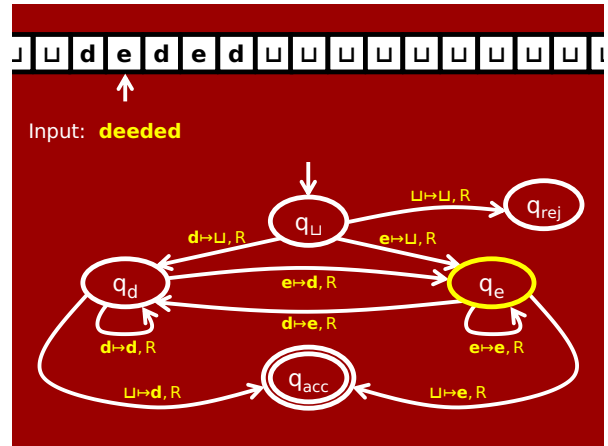 ⊔ ⊔ d e d e d ⊔ ⊔ ⊔ ⊔ ⊔ ⊔ ⊔ ⊔ ⊔
Input: deeded
⊔↦⊔, R
q⊔
qrej
d↦⊔, R
e↦⊔, R
qd
e↦d, R
qe
d↦e, R
d↦d, R
e↦e, R
qacc
⊔↦d, R
⊔↦e, R